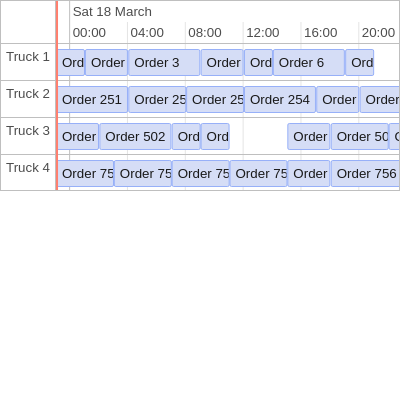 Sat 18 March
00:00 04:00 08:00 12:00 16:00 20:00
Truck 1 Ord Order Order 3 Order Ord Order 6 Ord
Truck 2 Order 251 Order 25 Order 25 Order 254 Order Order
Truck 3 Order Order 502 Ord Ord Order Order 50
Truck 4 Order 75 Order 75 Order 75 Order 75 Order Order 756